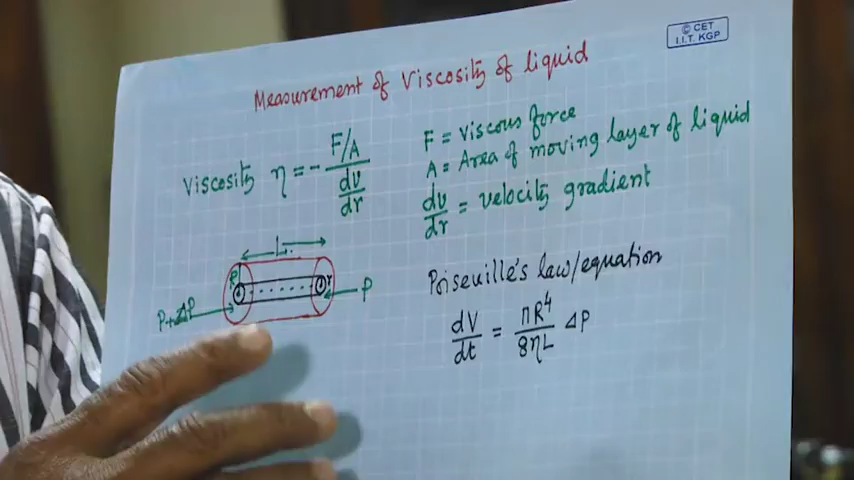 © CET
I.I.T. KGP
Measurement of Viscosity of liquid
Viscosity η = - F/A / dv/dr
F = viscous force
A = Area of moving layer of liquid
dv/dr = velocity gradient
L
R
r
P+ΔP
P
Poiseuille's law/equation
dV/dt = πR⁴/8ηL ΔP